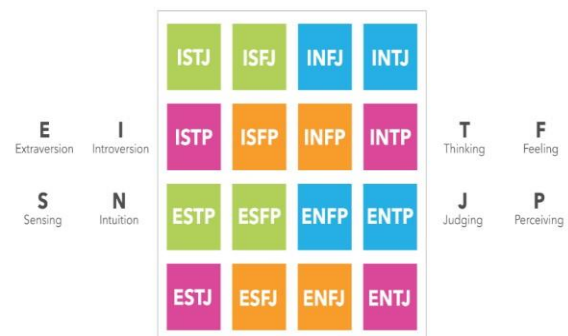 ISTJ ISFJ INFJ INTJ
E I ISTP ISFP INFP INTP T F
Extraversion Introversion Thinking Feeling
S N ESTP ESFP ENFP ENTP J P
Sensing Intuition Judging Perceiving
ESTJ ESFJ ENFJ ENTJ